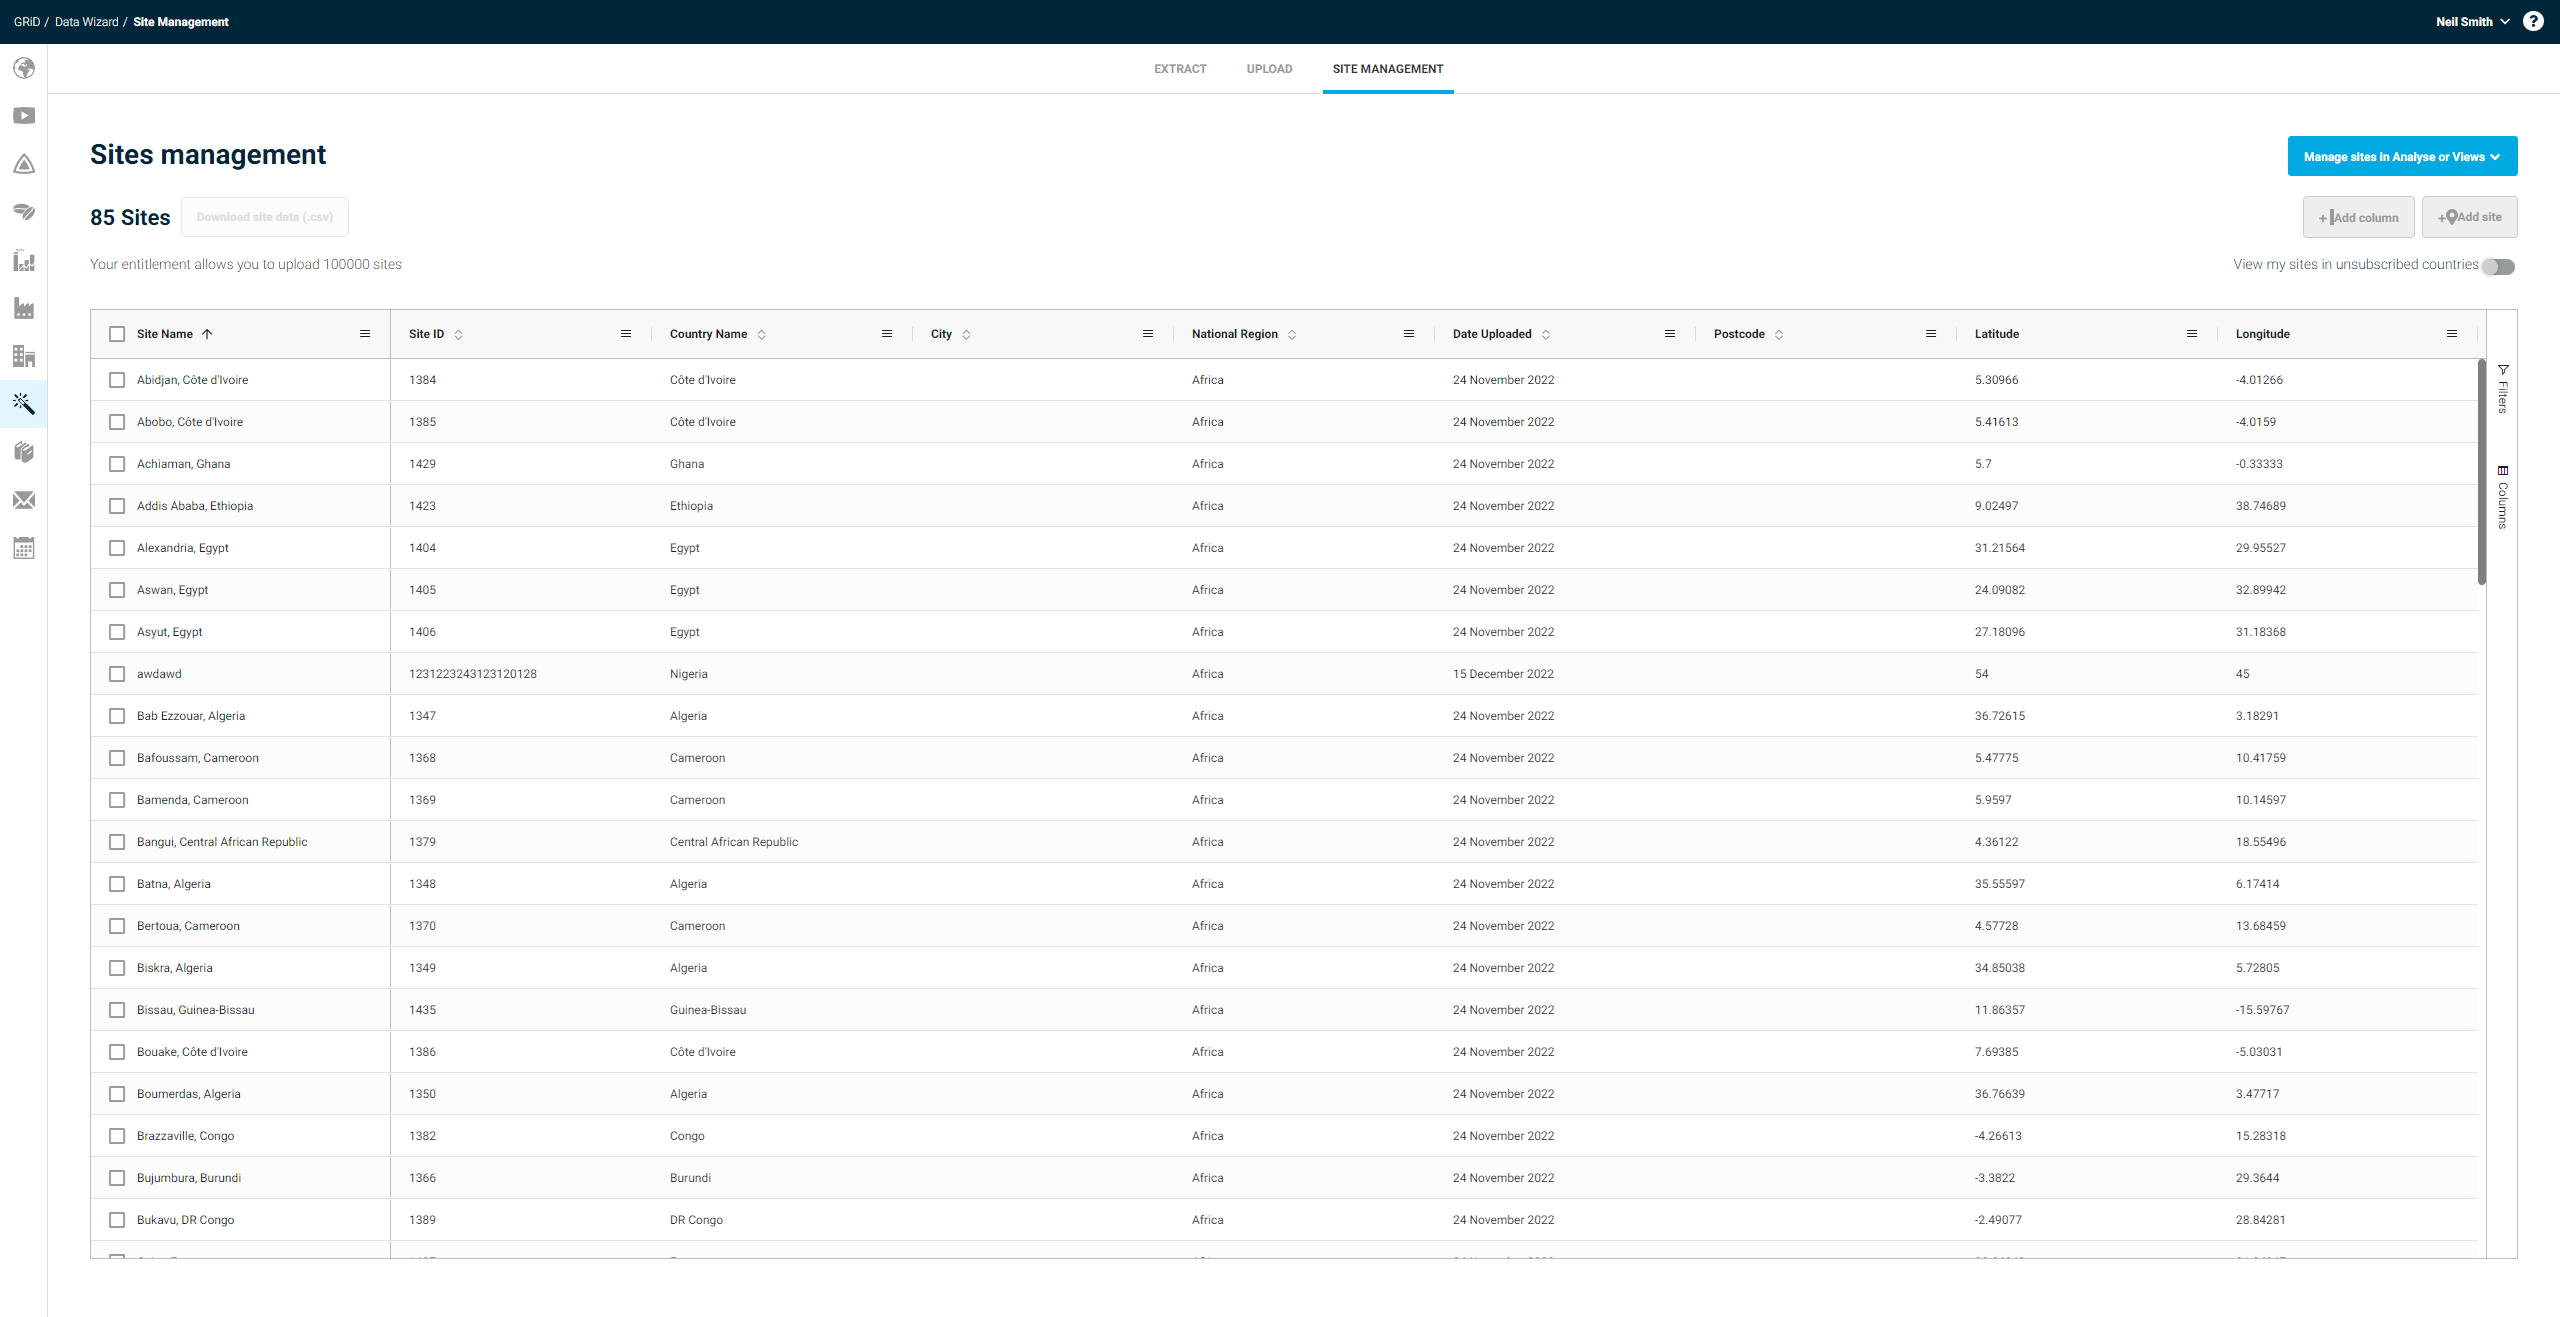 GRiD / Data Wizard / Site Management
Neil Smith
?
EXTRACT UPLOAD SITE MANAGEMENT
Sites management
Manage sites in Analyse or Views
85 Sites Download site data (.csv)
+ Add column + Add site
Your entitlement allows you to upload 100000 sites
View my sites in unsubscribed countries
Site Name Site ID Country Name City National Region Date Uploaded Postcode Latitude Longitude
Abidjan, Côte d'Ivoire 1384 Côte d'Ivoire Africa 24 November 2022 5.30966 -4.01266
Abobo, Côte d'Ivoire 1385 Côte d'Ivoire Africa 24 November 2022 5.41613 -4.0159
Achiaman, Ghana 1429 Ghana Africa 24 November 2022 5.7 -0.33333
Addis Ababa, Ethiopia 1423 Ethiopia Africa 24 November 2022 9.02497 38.74689
Alexandria, Egypt 1404 Egypt Africa 24 November 2022 31.21564 29.95527
Aswan, Egypt 1405 Egypt Africa 24 November 2022 24.09082 32.89942
Asyut, Egypt 1406 Egypt Africa 24 November 2022 27.18096 31.18368
awdawd 1231223243123120128 Nigeria Africa 15 December 2022 54 45
Bab Ezzouar, Algeria 1347 Algeria Africa 24 November 2022 36.72615 3.18291
Bafoussam, Cameroon 1368 Cameroon Africa 24 November 2022 5.47775 10.41759
Bamenda, Cameroon 1369 Cameroon Africa 24 November 2022 5.9597 10.14597
Bangui, Central African Republic 1379 Central African Republic Africa 24 November 2022 4.36122 18.55496
Batna, Algeria 1348 Algeria Africa 24 November 2022 35.55597 6.17414
Bertoua, Cameroon 1370 Cameroon Africa 24 November 2022 4.57728 13.68459
Biskra, Algeria 1349 Algeria Africa 24 November 2022 34.85038 5.72805
Bissau, Guinea-Bissau 1435 Guinea-Bissau Africa 24 November 2022 11.86357 -15.59767
Bouake, Côte d'Ivoire 1386 Côte d'Ivoire Africa 24 November 2022 7.69385 -5.03031
Boumerdas, Algeria 1350 Algeria Africa 24 November 2022 36.76639 3.47717
Brazzaville, Congo 1382 Congo Africa 24 November 2022 -4.26613 15.28318
Bujumbura, Burundi 1366 Burundi Africa 24 November 2022 -3.3822 29.3644
Bukavu, DR Congo 1389 DR Congo Africa 24 November 2022 -2.49077 28.84281
Filters
Columns